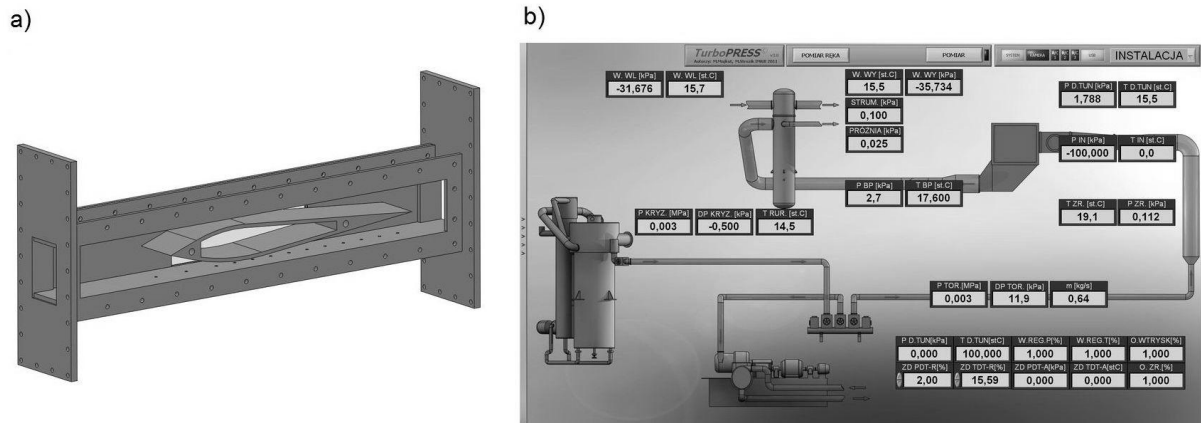 a)
b)
TurboPRESS
POMIAR RĘKA
POMIAR
INSTALACJA
W. WL [kPa] W. WL [st.C]
-31,676 15,7
W. WY [st.C] W. WY [kPa]
15,5 -35,734
STRUM. [kPa]
0,100
PRÓŻNIA [kPa]
0,025
P D.TUN [kPa] T D.TUN [st.C]
1,788 15,5
P IN [kPa] T IN [st.C]
-100,000 0,0
P BP [kPa] T BP [st.C]
2,7 17,600
T ZR. [st.C] P ZR. [kPa]
19,1 0,112
P KRYZ. [MPa] DP KRYZ. [kPa] T RUR. [st.C]
0,003 -0,500 14,5
P TOR.[MPa] DP TOR. [kPa] m [kg/s]
0,003 11,9 0,64
P D.TUN[kPa] T D.TUN[stC] W.REG.P[%] W.REG.T[%] O.WTRYSK[%]
0,000 100,000 1,000 1,000 1,000
ZD PDT-R[%] ZD TDT-R[%] ZD PDT-A[kPa] ZD TDT-A[stC] O. ZR.[%]
2,00 15,59 0,000 0,000 1,000